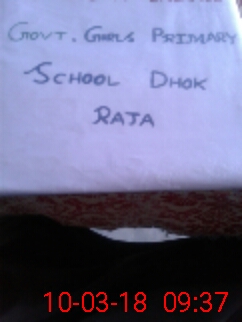 GOVT. GIRLS PRIMARY
SCHOOL DHOK
RAJA
10-03-18 09:37